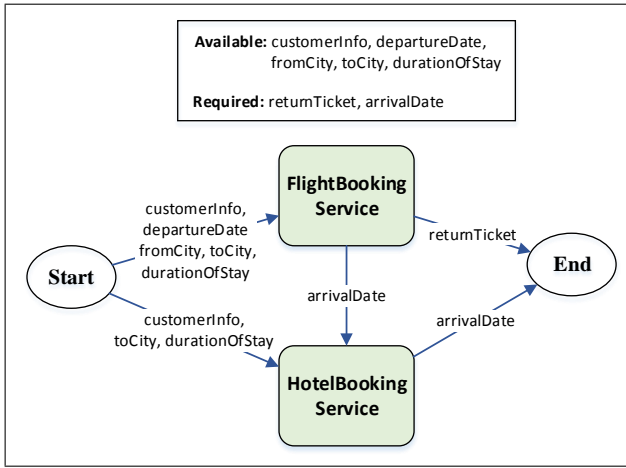 Available: customerInfo, departureDate,
fromCity, toCity, durationOfStay
Required: returnTicket, arrivalDate
FlightBooking
Service
customerInfo,
departureDate
fromCity, toCity,
durationOfStay
returnTicket
Start
End
arrivalDate
customerInfo,
toCity, durationOfStay
arrivalDate
HotelBooking
Service